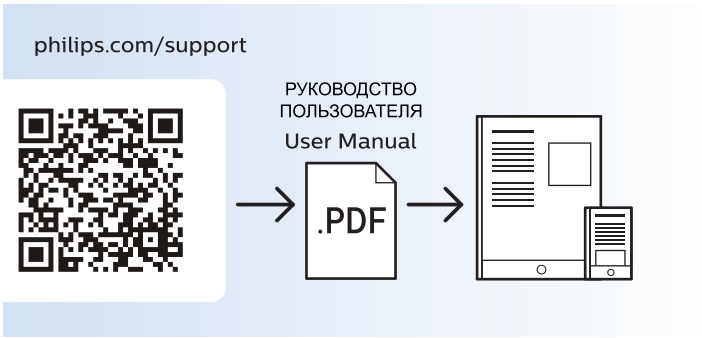 philips.com/support
РУКОВОДСТВО
ПОЛЬЗОВАТЕЛЯ
User Manual
.PDF